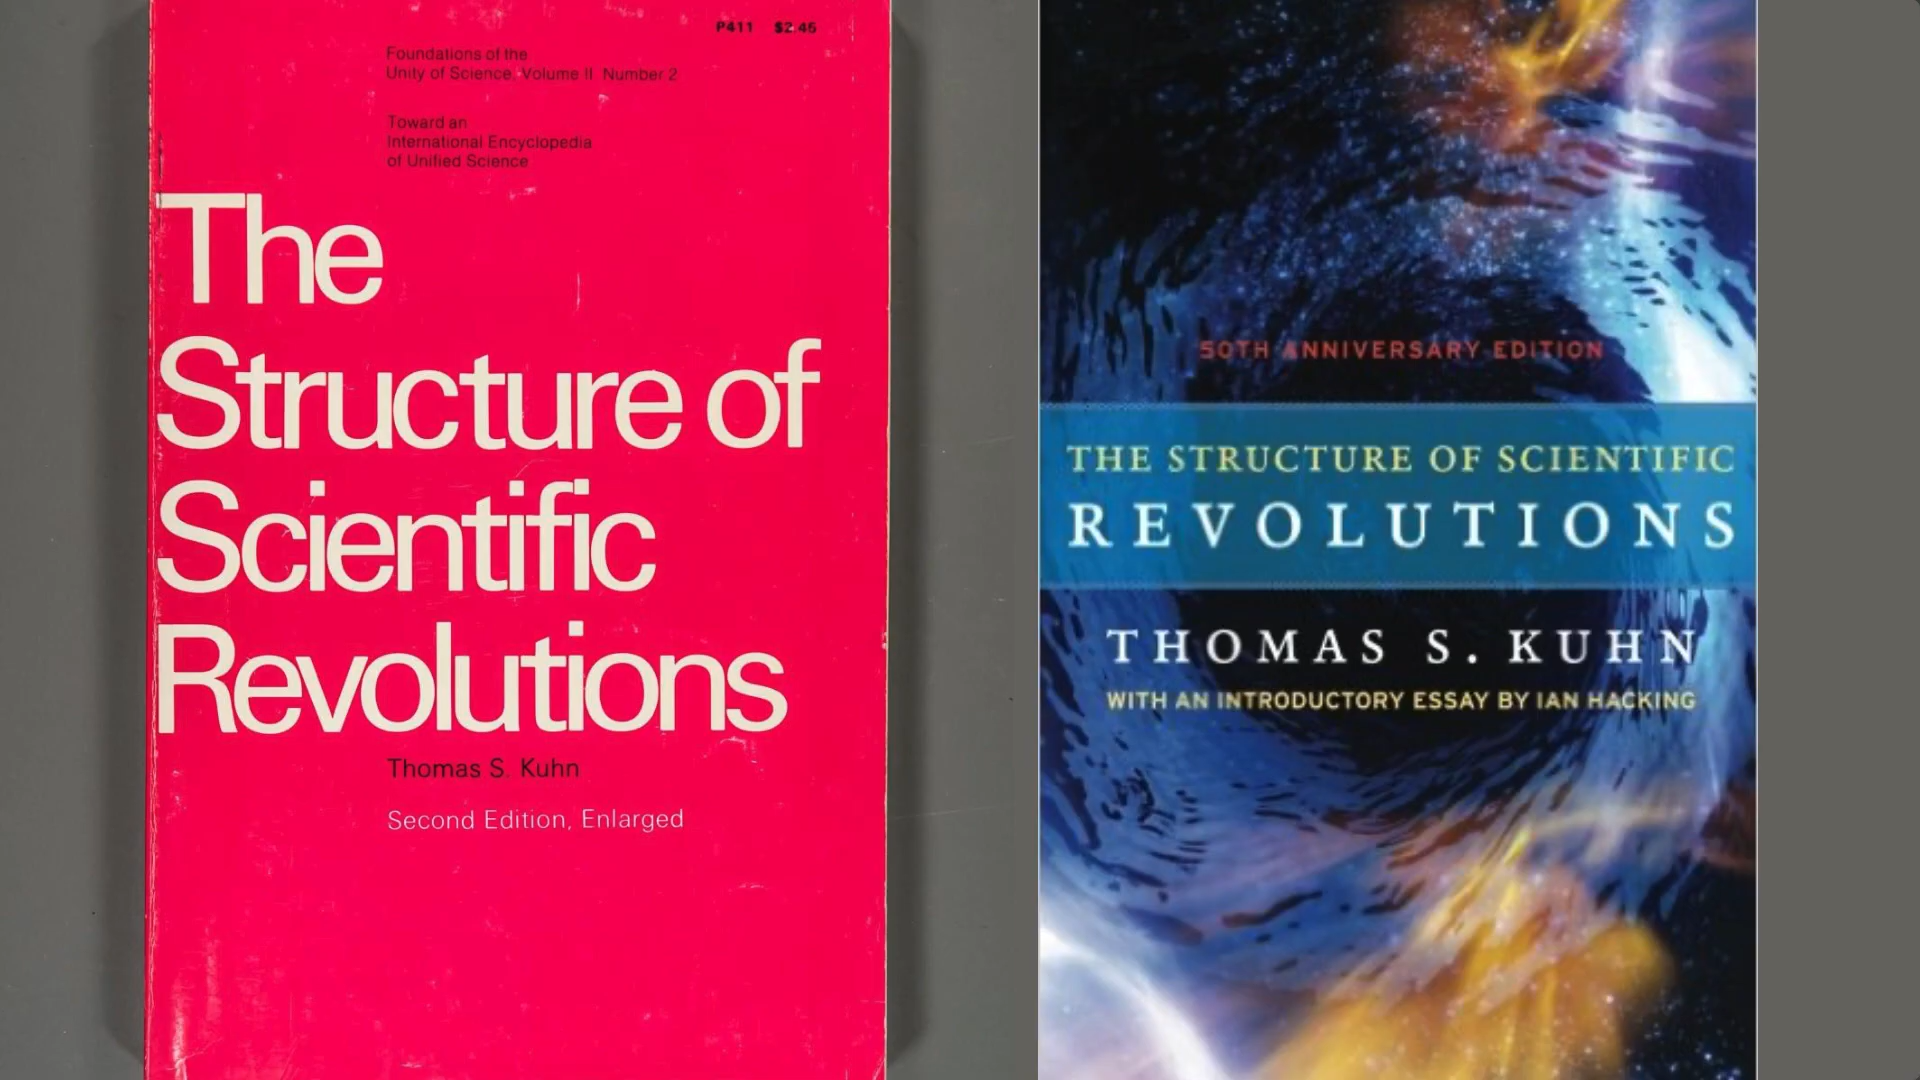 P411 $2.45
Foundations of the
Unity of Science, Volume II Number 2
Toward an
International Encyclopedia
of Unified Science
The
Structure of
Scientific
Revolutions
Thomas S. Kuhn
Second Edition, Enlarged
50TH ANNIVERSARY EDITION
THE STRUCTURE OF SCIENTIFIC
REVOLUTIONS
THOMAS S. KUHN
WITH AN INTRODUCTORY ESSAY BY IAN HACKING